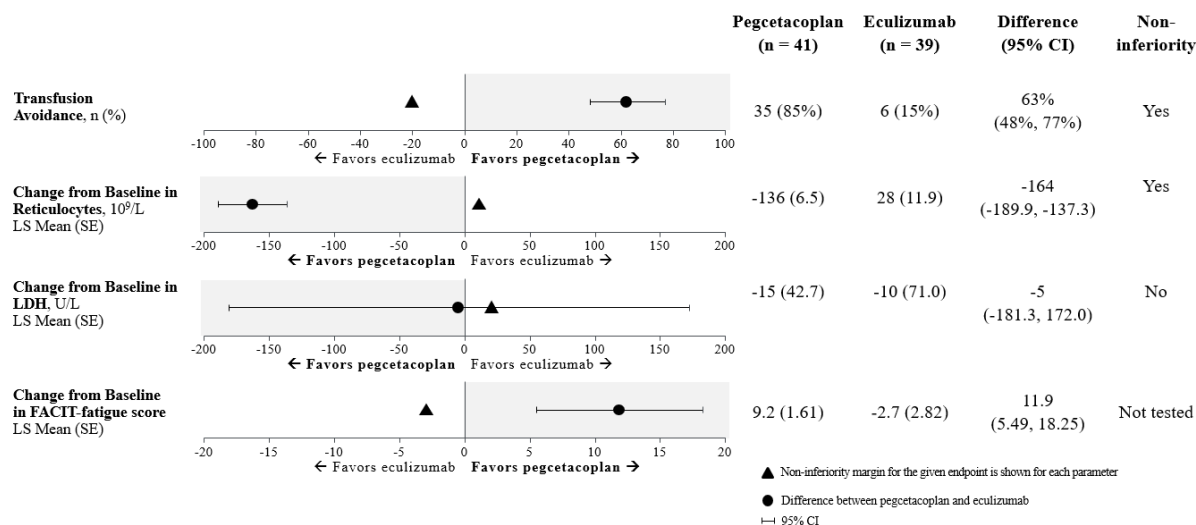 Pegcetacoplan Eculizumab Difference Non-
(n = 41) (n = 39) (95% CI) inferiority
Transfusion
Avoidance, n (%)
35 (85%) 6 (15%) 63% Yes
(48%, 77%)
-100 -80 -60 -40 -20 0 20 40 60 80 100
← Favors eculizumab Favors pegcetacoplan →
Change from Baseline in
Reticulocytes, 10⁹/L
LS Mean (SE)
-136 (6.5) 28 (11.9) -164 Yes
(-189.9, -137.3)
-200 -150 -100 -50 0 50 100 150 200
← Favors pegcetacoplan Favors eculizumab →
Change from Baseline in
LDH, U/L
LS Mean (SE)
-15 (42.7) -10 (71.0) -5 No
(-181.3, 172.0)
-200 -150 -100 -50 0 50 100 150 200
← Favors pegcetacoplan Favors eculizumab →
Change from Baseline
in FACIT-fatigue score
LS Mean (SE)
9.2 (1.61) -2.7 (2.82) 11.9 Not tested
(5.49, 18.25)
-20 -15 -10 -5 0 5 10 15 20
← Favors eculizumab Favors pegcetacoplan →
▲ Non-inferiority margin for the given endpoint is shown for each parameter
● Difference between pegcetacoplan and eculizumab
95% CI